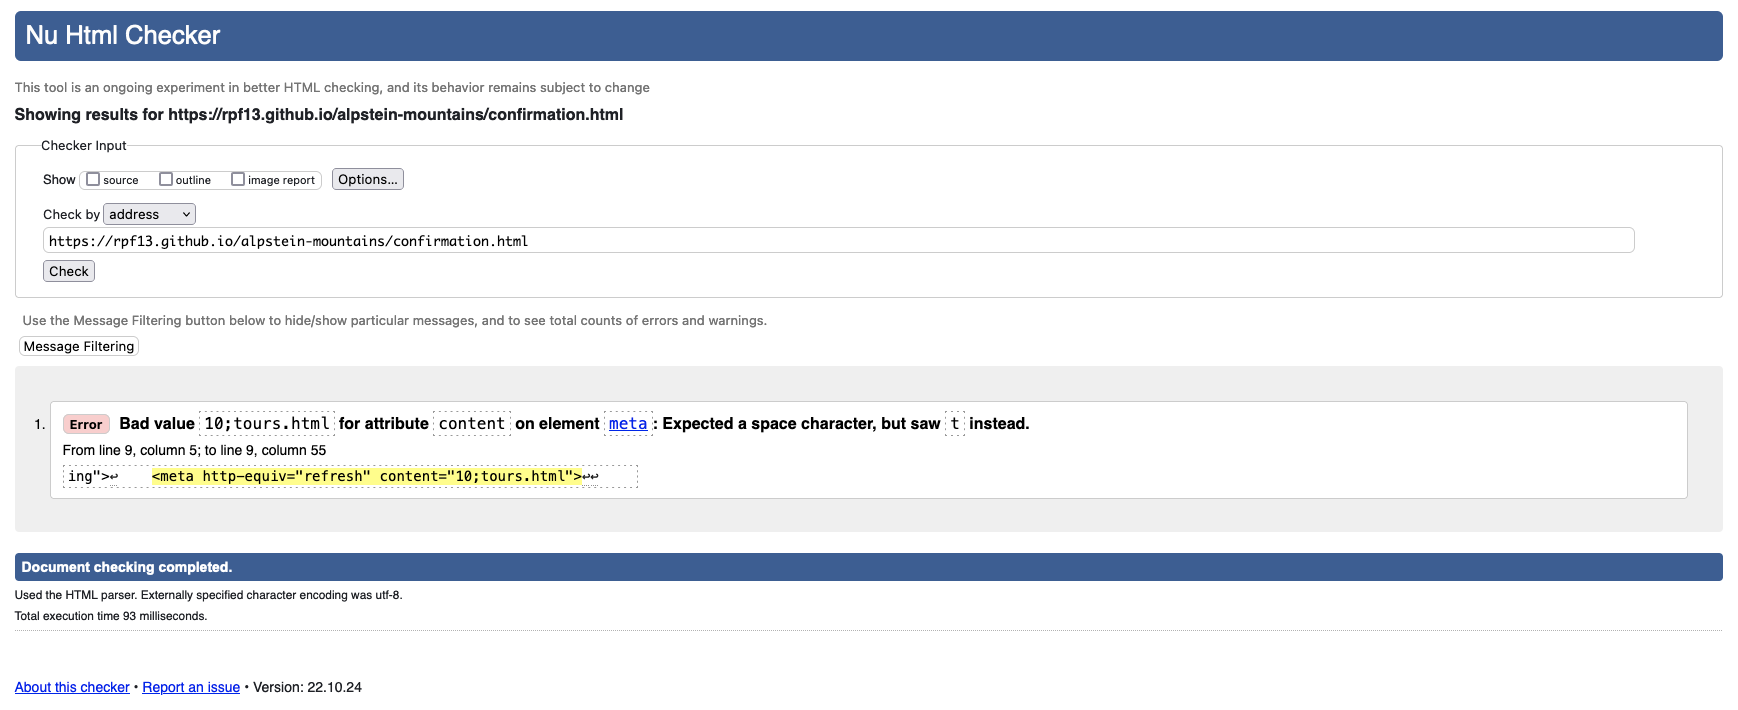 Nu Html Checker
This tool is an ongoing experiment in better HTML checking, and its behavior remains subject to change
Showing results for https://rpf13.github.io/alpstein-mountains/confirmation.html
Checker Input
Show source outline image report Options...
Check by address
https://rpf13.github.io/alpstein-mountains/confirmation.html
Check
Use the Message Filtering button below to hide/show particular messages, and to see total counts of errors and warnings.
Message Filtering
1. Error Bad value 10;tours.html for attribute content on element meta: Expected a space character, but saw t instead.
From line 9, column 5; to line 9, column 55
ing">↩ <meta http-equiv="refresh" content="10;tours.html">↩↩
Document checking completed.
Used the HTML parser. Externally specified character encoding was utf-8.
Total execution time 93 milliseconds.
About this checker • Report an issue • Version: 22.10.24